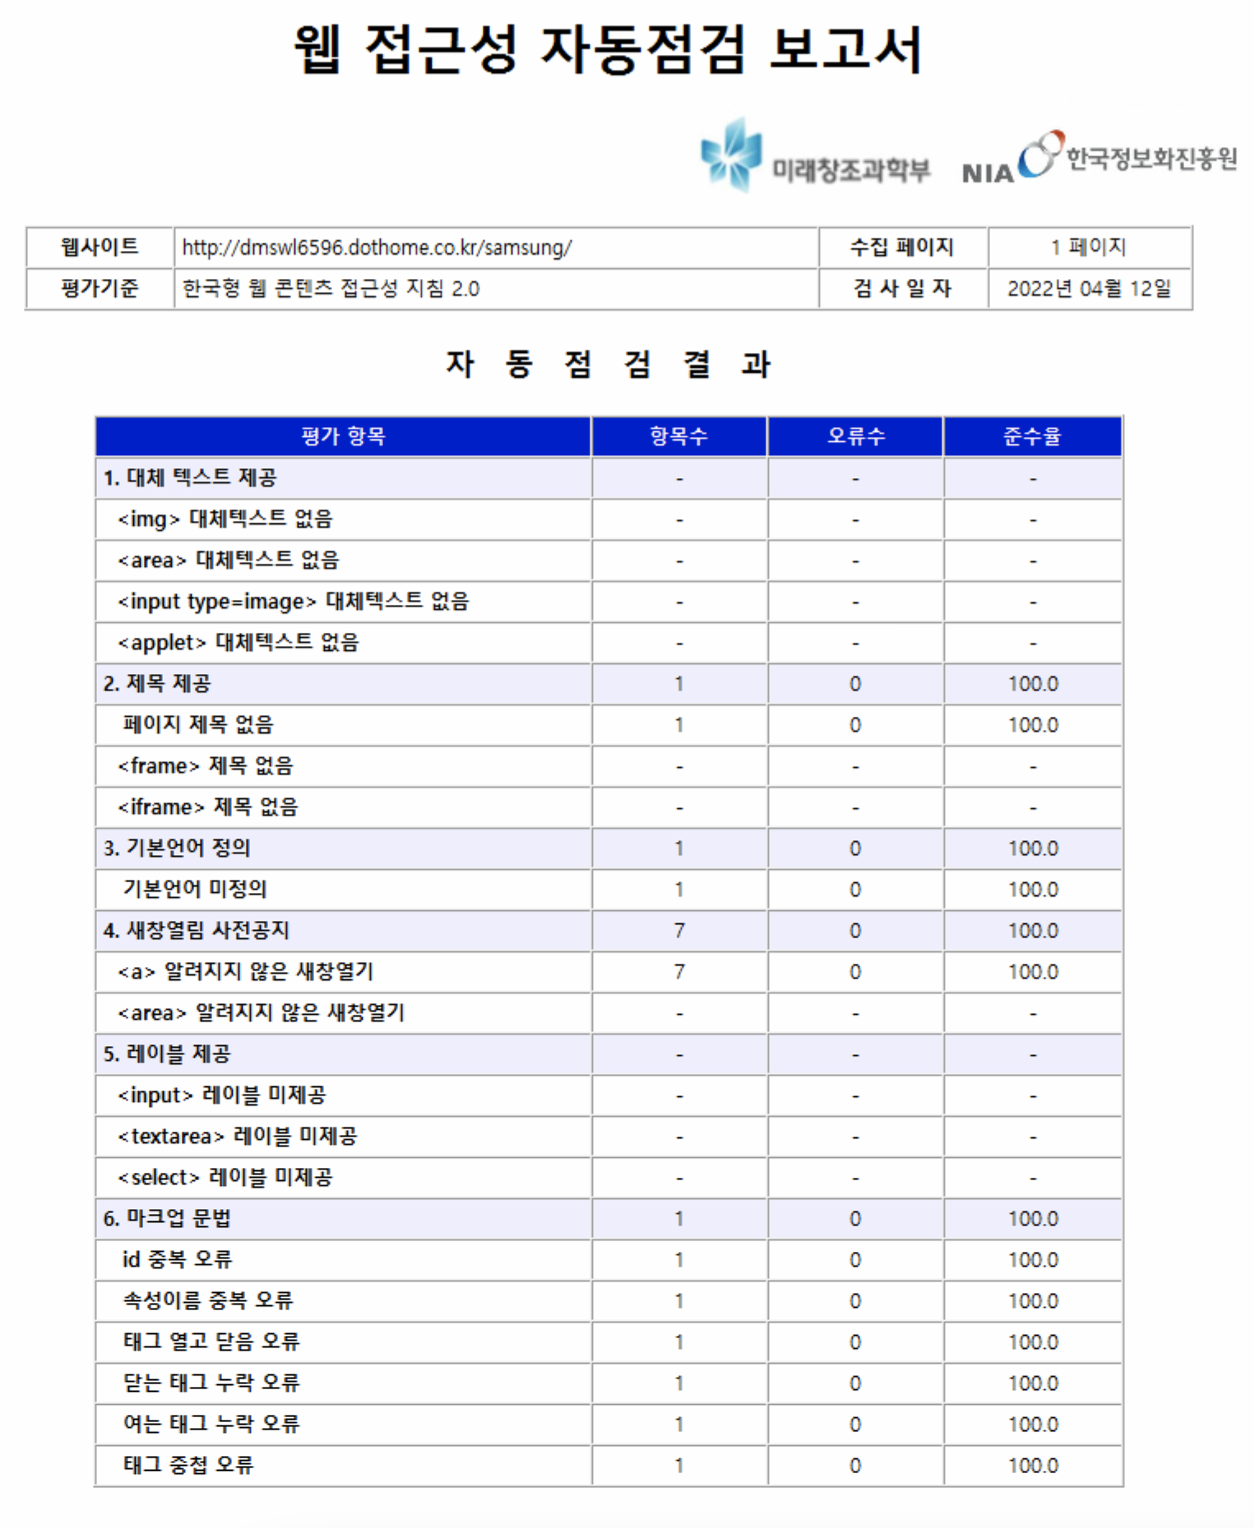 웹 접근성 자동점검 보고서
미래창조과학부 NIA 한국정보화진흥원
웹사이트 http://dmswl6596.dothome.co.kr/samsung/ 수집 페이지 1 페이지
평가기준 한국형 웹 콘텐츠 접근성 지침 2.0 검 사 일 자 2022년 04월 12일
자 동 점 검 결 과
평가 항목 항목수 오류수 준수율
1. 대체 텍스트 제공 - - -
<img> 대체텍스트 없음 - - -
<area> 대체텍스트 없음 - - -
<input type=image> 대체텍스트 없음 - - -
<applet> 대체텍스트 없음 - - -
2. 제목 제공 1 0 100.0
페이지 제목 없음 1 0 100.0
<frame> 제목 없음 - - -
<iframe> 제목 없음 - - -
3. 기본언어 정의 1 0 100.0
기본언어 미정의 1 0 100.0
4. 새창열림 사전공지 7 0 100.0
<a> 알려지지 않은 새창열기 7 0 100.0
<area> 알려지지 않은 새창열기 - - -
5. 레이블 제공 - - -
<input> 레이블 미제공 - - -
<textarea> 레이블 미제공 - - -
<select> 레이블 미제공 - - -
6. 마크업 문법 1 0 100.0
id 중복 오류 1 0 100.0
속성이름 중복 오류 1 0 100.0
태그 열고 닫음 오류 1 0 100.0
닫는 태그 누락 오류 1 0 100.0
여는 태그 누락 오류 1 0 100.0
태그 중첩 오류 1 0 100.0